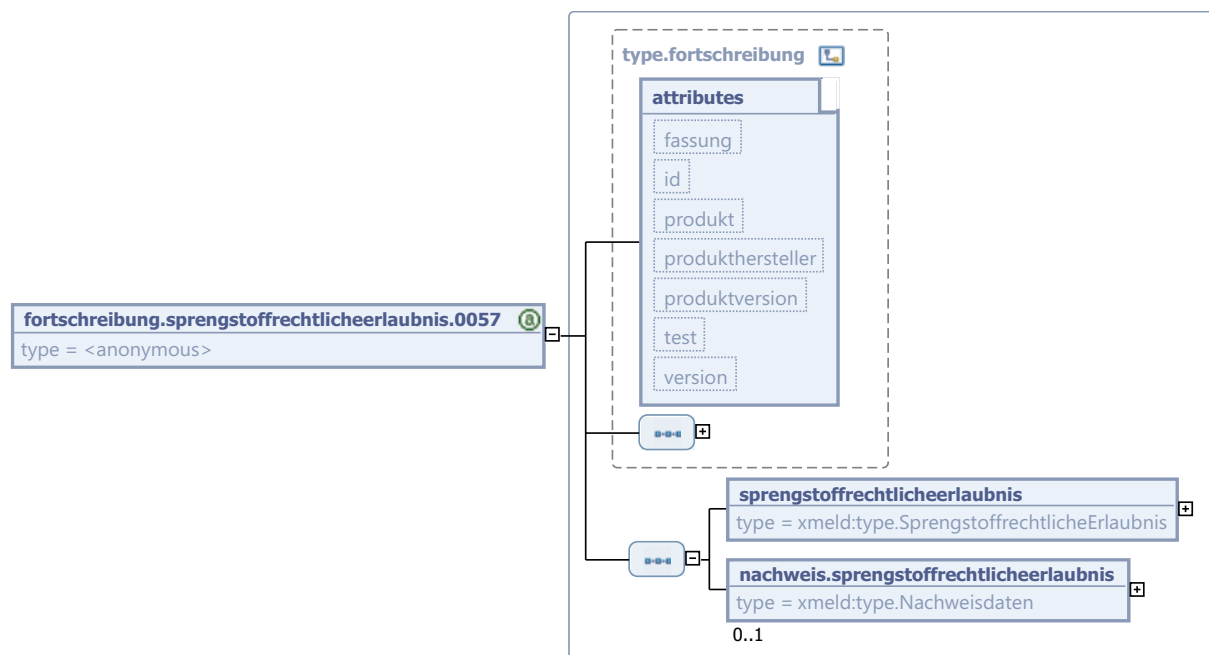 type.fortschreibung
attributes
fassung
id
produkt
produkthersteller
produktversion
test
version
fortschreibung.sprengstoffrechtlicheerlaubnis.0057
type = <anonymous>
sprengstoffrechtlicheerlaubnis
type = xmeld:type.SprengstoffrechtlicheErlaubnis
nachweis.sprengstoffrechtlicheerlaubnis
type = xmeld:type.Nachweisdaten
0..1